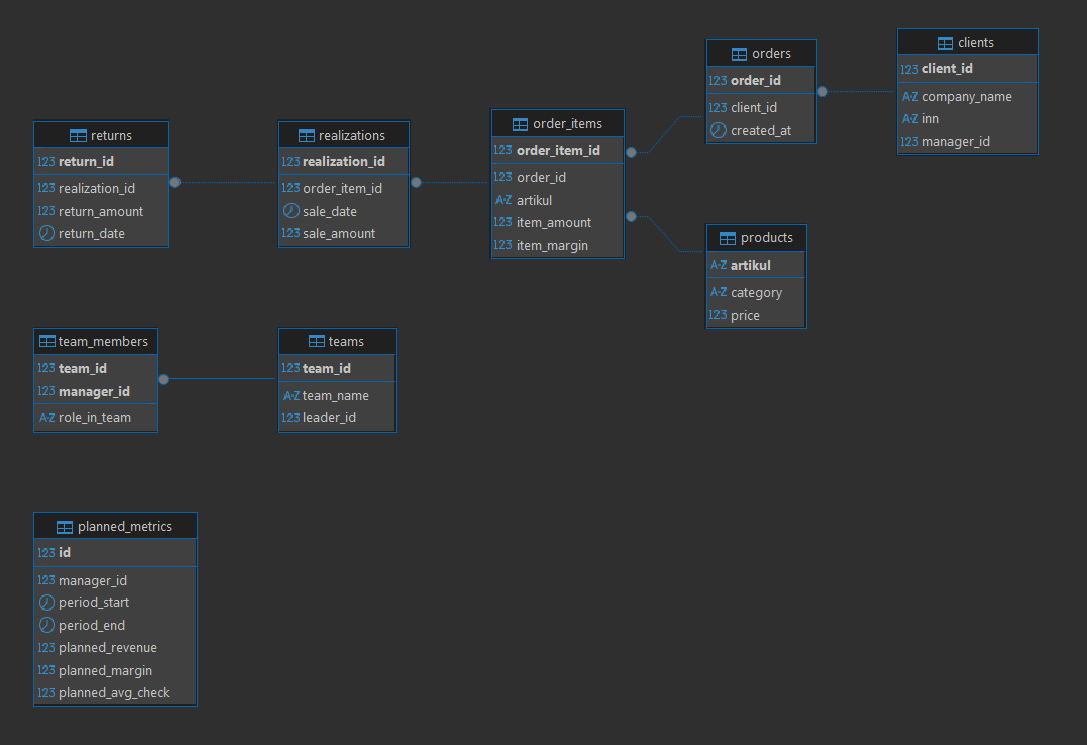 clients
123 client_id
A-Z company_name
A-Z inn
123 manager_id
orders
123 order_id
123 client_id
created_at
order_items
123 order_item_id
123 order_id
A-Z artikul
123 item_amount
123 item_margin
returns
123 return_id
123 realization_id
123 return_amount
return_date
realizations
123 realization_id
123 order_item_id
sale_date
123 sale_amount
products
A-Z artikul
A-Z category
123 price
team_members
123 team_id
123 manager_id
A-Z role_in_team
teams
123 team_id
A-Z team_name
123 leader_id
planned_metrics
123 id
123 manager_id
period_start
period_end
123 planned_revenue
123 planned_margin
123 planned_avg_check